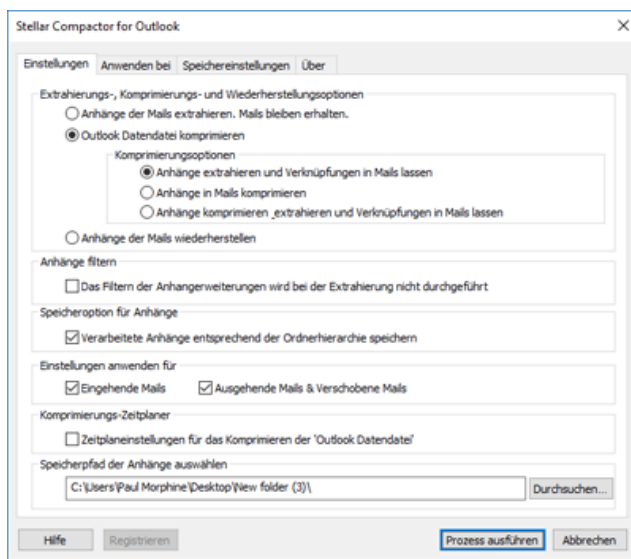 Stellar Compactor for Outlook
Einstellungen Anwenden bei Speichereinstellungen Über
Extrahierungs-, Komprimierungs- und Wiederherstellungsoptionen
Anhänge der Mails extrahieren. Mails bleiben erhalten.
Outlook Datendatei komprimieren
Komprimierungsoptionen
Anhänge extrahieren und Verknüpfungen in Mails lassen
Anhänge in Mails komprimieren
Anhänge komprimieren ,extrahieren und Verknüpfungen in Mails lassen
Anhänge der Mails wiederherstellen
Anhänge filtern
Das Filtern der Anhangerweiterungen wird bei der Extrahierung nicht durchgeführt
Speicheroption für Anhänge
Verarbeitete Anhänge entsprechend der Ordnerhierarchie speichern
Einstellungen anwenden für
Eingehende Mails Ausgehende Mails & Verschobene Mails
Komprimierungs-Zeitplaner
Zeitplaneinstellungen für das Komprimieren der 'Outlook Datendatei'
Speicherpfad der Anhänge auswählen
C:\Users\Paul Morphine\Desktop\New folder (3)\ Durchsuchen...
Hilfe Registrieren Prozess ausführen Abbrechen